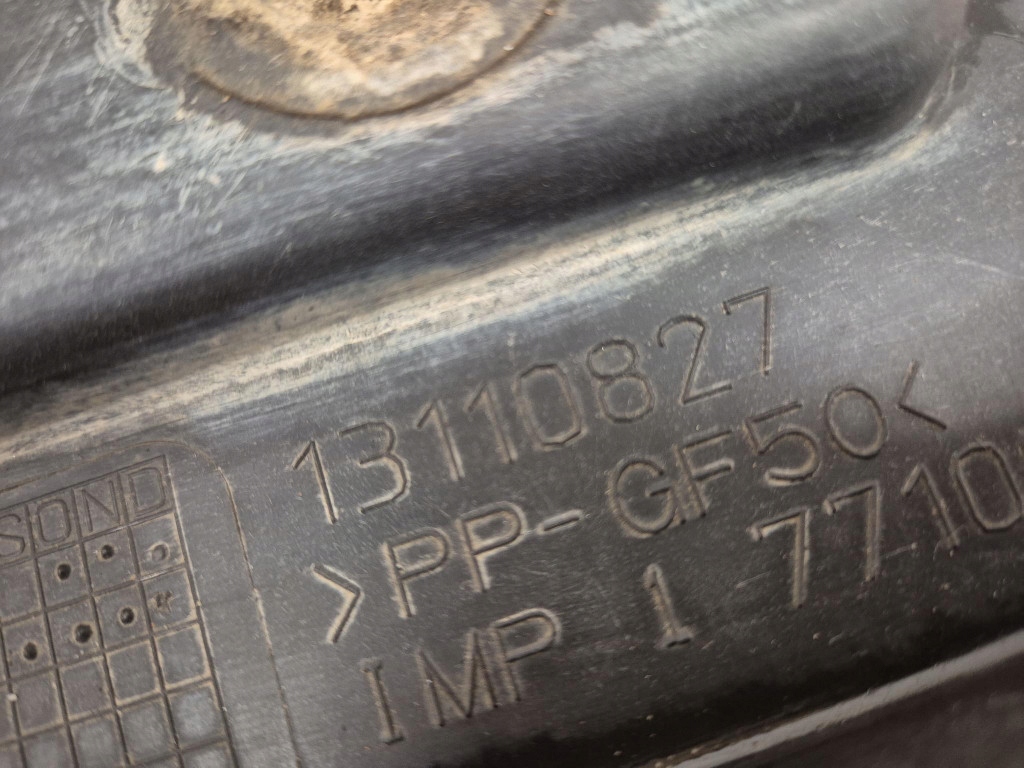 13110827
>PP-GF50<
IMP 1 7710
SOND